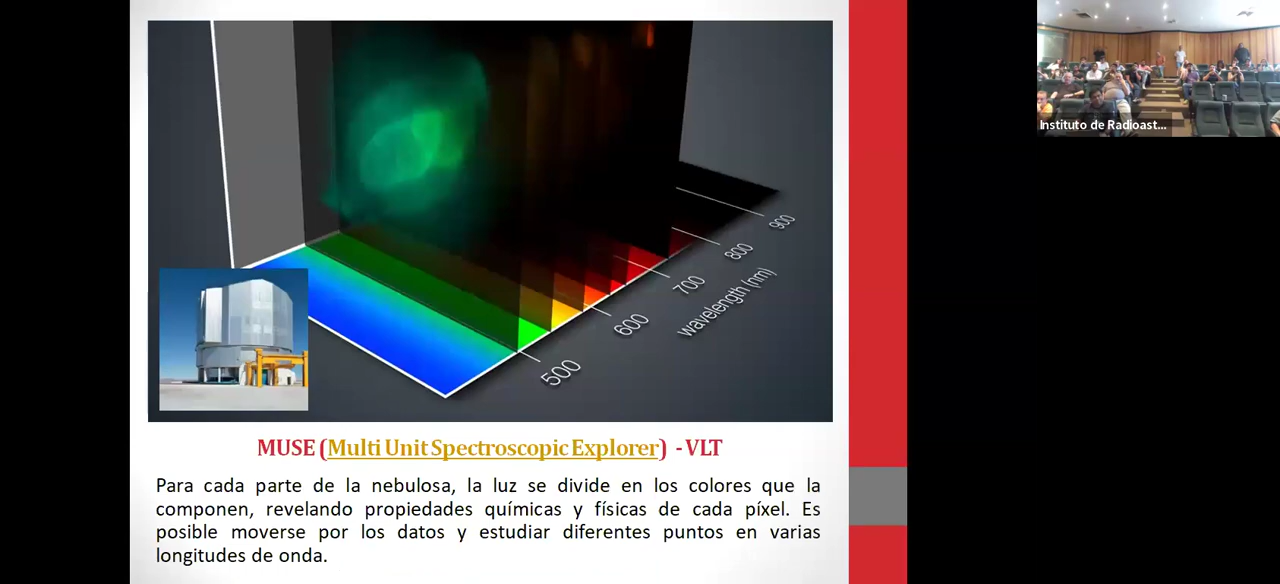 Instituto de Radioast...
900
800
700
wavelength (nm)
600
500
MUSE (Multi Unit Spectroscopic Explorer) - VLT
Para cada parte de la nebulosa, la luz se divide en los colores que la
componen, revelando propiedades químicas y físicas de cada píxel. Es
posible moverse por los datos y estudiar diferentes puntos en varias
longitudes de onda.